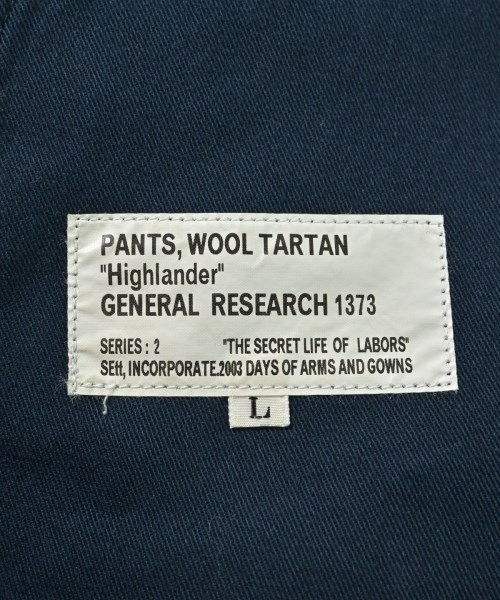 PANTS, WOOL TARTAN
"Highlander"
GENERAL RESEARCH 1373
SERIES : 2 "THE SECRET LIFE OF LABORS"
SEtt, INCORPORATE.2003 DAYS OF ARMS AND GOWNS
L